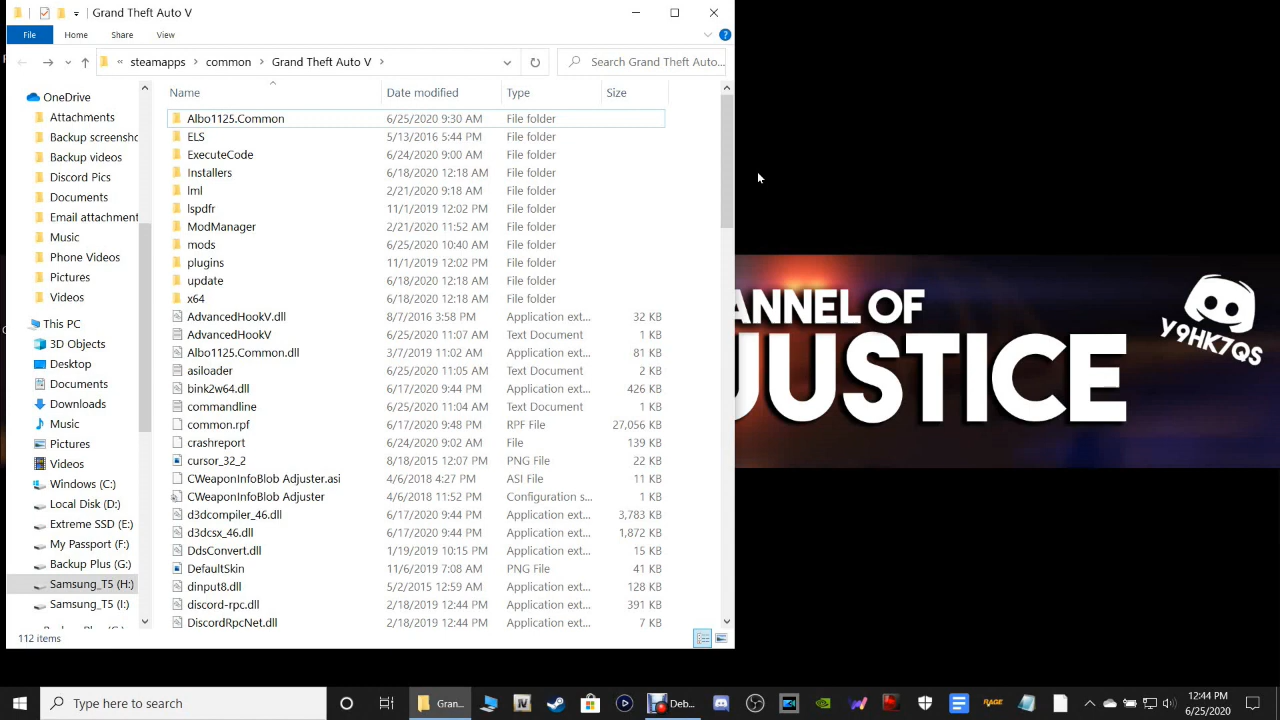 Grand Theft Auto V
File Home Share View
« steamapps > common > Grand Theft Auto V > Search Grand Theft Auto...
Name Date modified Type Size
OneDrive
Attachments
Backup screensho
Backup videos
Discord Pics
Documents
Email attachment
Music
Phone Videos
Pictures
Videos
This PC
3D Objects
Desktop
Documents
Downloads
Music
Pictures
Videos
Windows (C:)
Local Disk (D:)
Extreme SSD (E:)
My Passport (F:)
Backup Plus (G:)
Samsung_T5 (H:)
Samsung_T5 (I:)
Albo1125.Common 6/25/2020 9:30 AM File folder
ELS 5/13/2016 5:44 PM File folder
ExecuteCode 6/24/2020 9:00 AM File folder
Installers 6/18/2020 12:18 AM File folder
lml 2/21/2020 9:18 AM File folder
lspdfr 11/1/2019 12:02 PM File folder
ModManager 2/21/2020 11:52 AM File folder
mods 6/25/2020 10:40 AM File folder
plugins 11/1/2019 12:02 PM File folder
update 6/18/2020 12:18 AM File folder
x64 6/18/2020 12:18 AM File folder
AdvancedHookV.dll 8/7/2016 3:58 PM Application ext... 32 KB
AdvancedHookV 6/25/2020 11:07 AM Text Document 1 KB
Albo1125.Common.dll 3/7/2019 11:02 AM Application ext... 81 KB
asiloader 6/25/2020 11:05 AM Text Document 2 KB
bink2w64.dll 6/17/2020 9:44 PM Application ext... 426 KB
commandline 6/25/2020 11:04 AM Text Document 1 KB
common.rpf 6/17/2020 9:48 PM RPF File 27,056 KB
crashreport 6/24/2020 9:02 AM File 139 KB
cursor_32_2 8/18/2015 12:07 PM PNG File 22 KB
CWeaponInfoBlob Adjuster.asi 4/6/2018 4:27 PM ASI File 11 KB
CWeaponInfoBlob Adjuster 4/6/2018 11:52 PM Configuration s... 1 KB
d3dcompiler_46.dll 6/17/2020 9:44 PM Application ext... 3,783 KB
d3dcsx_46.dll 6/17/2020 9:44 PM Application ext... 1,872 KB
DdsConvert.dll 1/19/2019 10:15 PM Application ext... 15 KB
DefaultSkin 11/6/2019 7:08 AM PNG File 41 KB
dinput8.dll 5/2/2015 12:59 AM Application ext... 128 KB
discord-rpc.dll 2/18/2019 12:44 PM Application ext... 391 KB
DiscordRpcNet.dll 2/18/2019 12:44 PM Application ext... 7 KB
112 items
ANNEL OF
JUSTICE
Y9HK7QS
Type here to search
Gran...
Deb...
RAGE
12:44 PM
6/25/2020